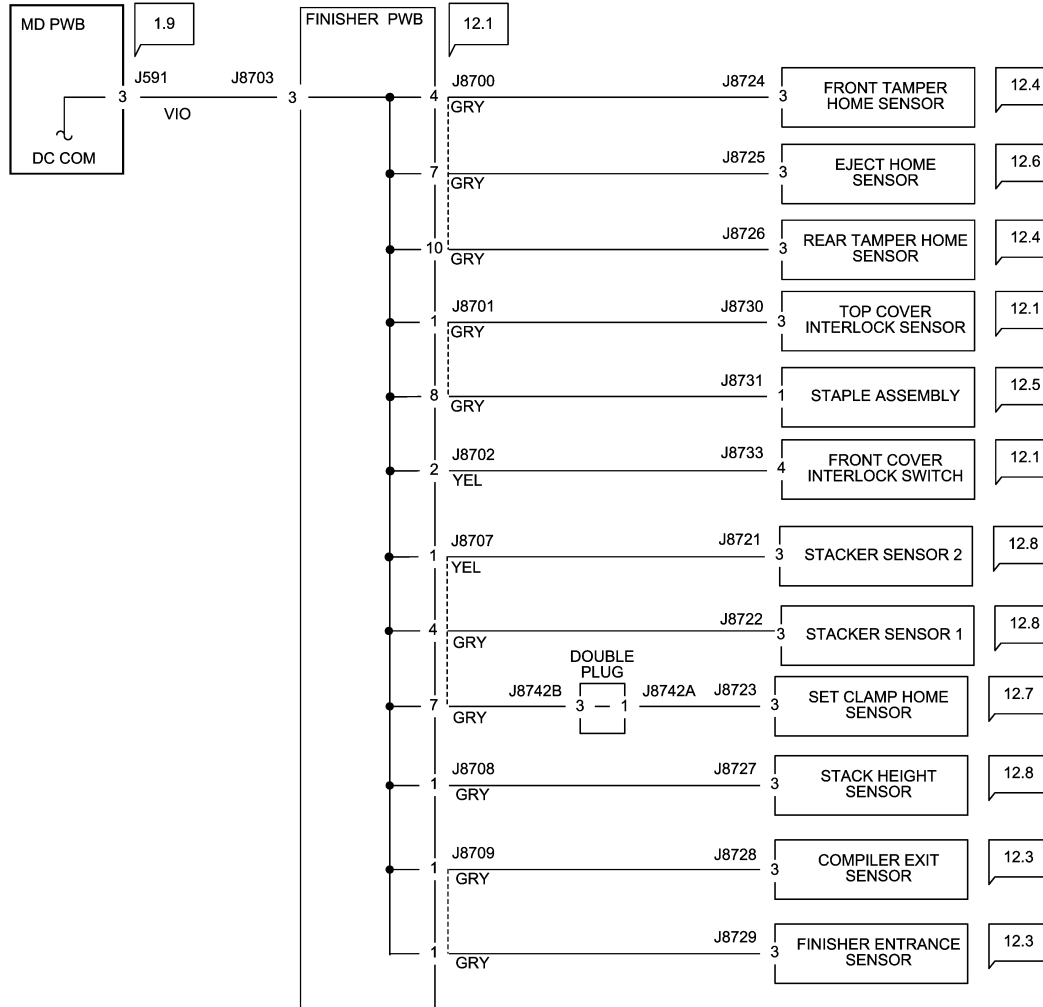 MD PWB
1.9
FINISHER PWB
12.1
J591
J8703
3
3
VIO
DC COM
J8700
J8724
4
GRY
3
FRONT TAMPER
HOME SENSOR
12.4
J8725
7
GRY
3
EJECT HOME
SENSOR
12.6
J8726
10
GRY
3
REAR TAMPER HOME
SENSOR
12.4
J8701
J8730
1
GRY
3
TOP COVER
INTERLOCK SENSOR
12.1
J8731
8
GRY
1
STAPLE ASSEMBLY
12.5
J8702
J8733
2
YEL
4
FRONT COVER
INTERLOCK SWITCH
12.1
J8707
J8721
1
YEL
3
STACKER SENSOR 2
12.8
J8722
4
GRY
3
STACKER SENSOR 1
12.8
DOUBLE
PLUG
J8742B
J8742A
J8723
7
GRY
3 — 1
3
SET CLAMP HOME
SENSOR
12.7
J8708
J8727
1
GRY
3
STACK HEIGHT
SENSOR
12.8
J8709
J8728
1
GRY
3
COMPILER EXIT
SENSOR
12.3
J8729
1
GRY
3
FINISHER ENTRANCE
SENSOR
12.3